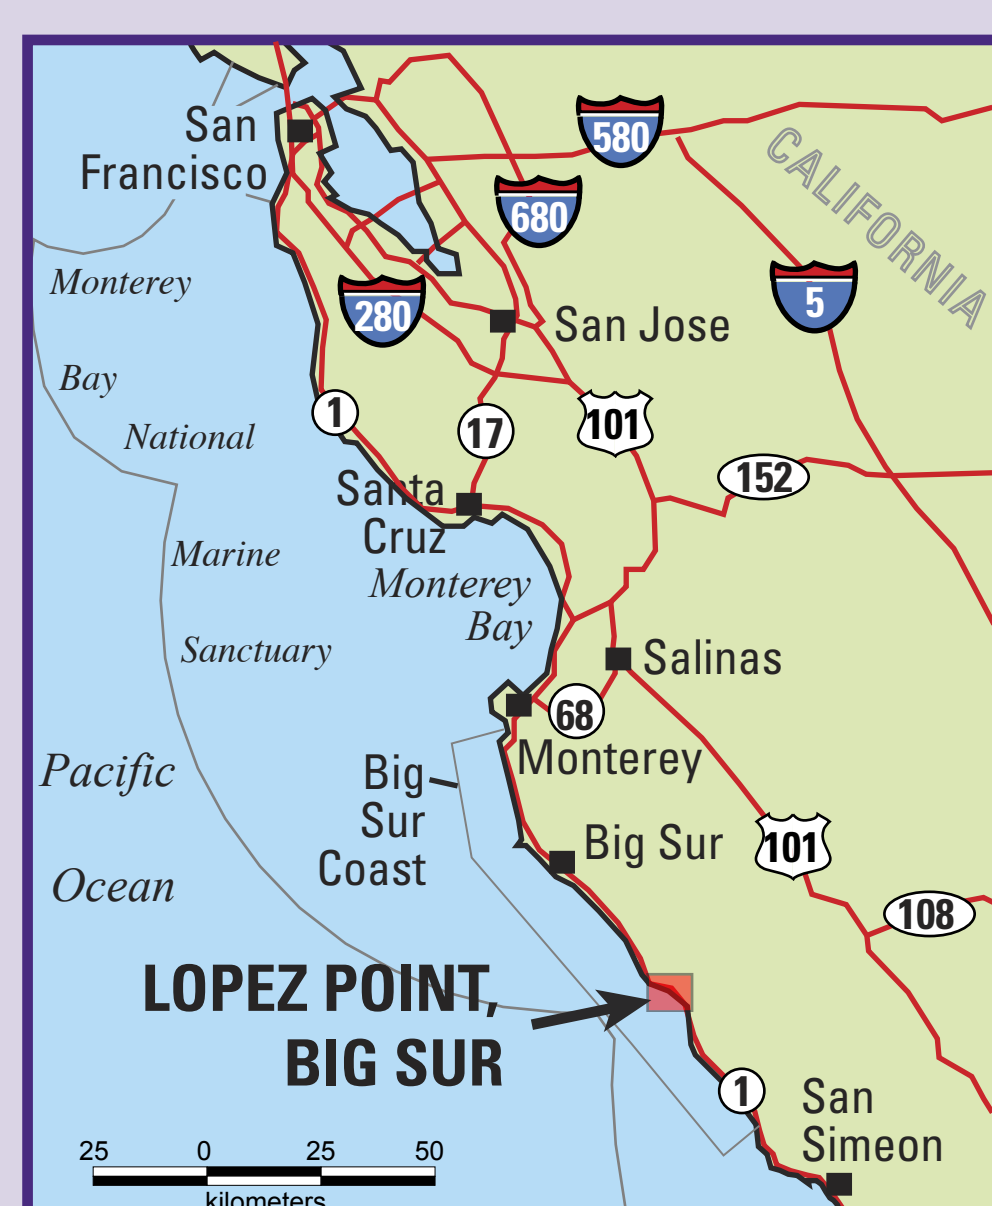 San
Francisco
580
CALIFORNIA
680
Monterey
280
5
San Jose
Bay
1
National
17
101
152
Santa
Cruz
Marine
Monterey
Bay
Sanctuary
Salinas
68
Monterey
Pacific
Big
Sur
Coast
Big Sur
101
Ocean
108
LOPEZ POINT,
BIG SUR
1
San
Simeon
25 0 25 50
kilometers